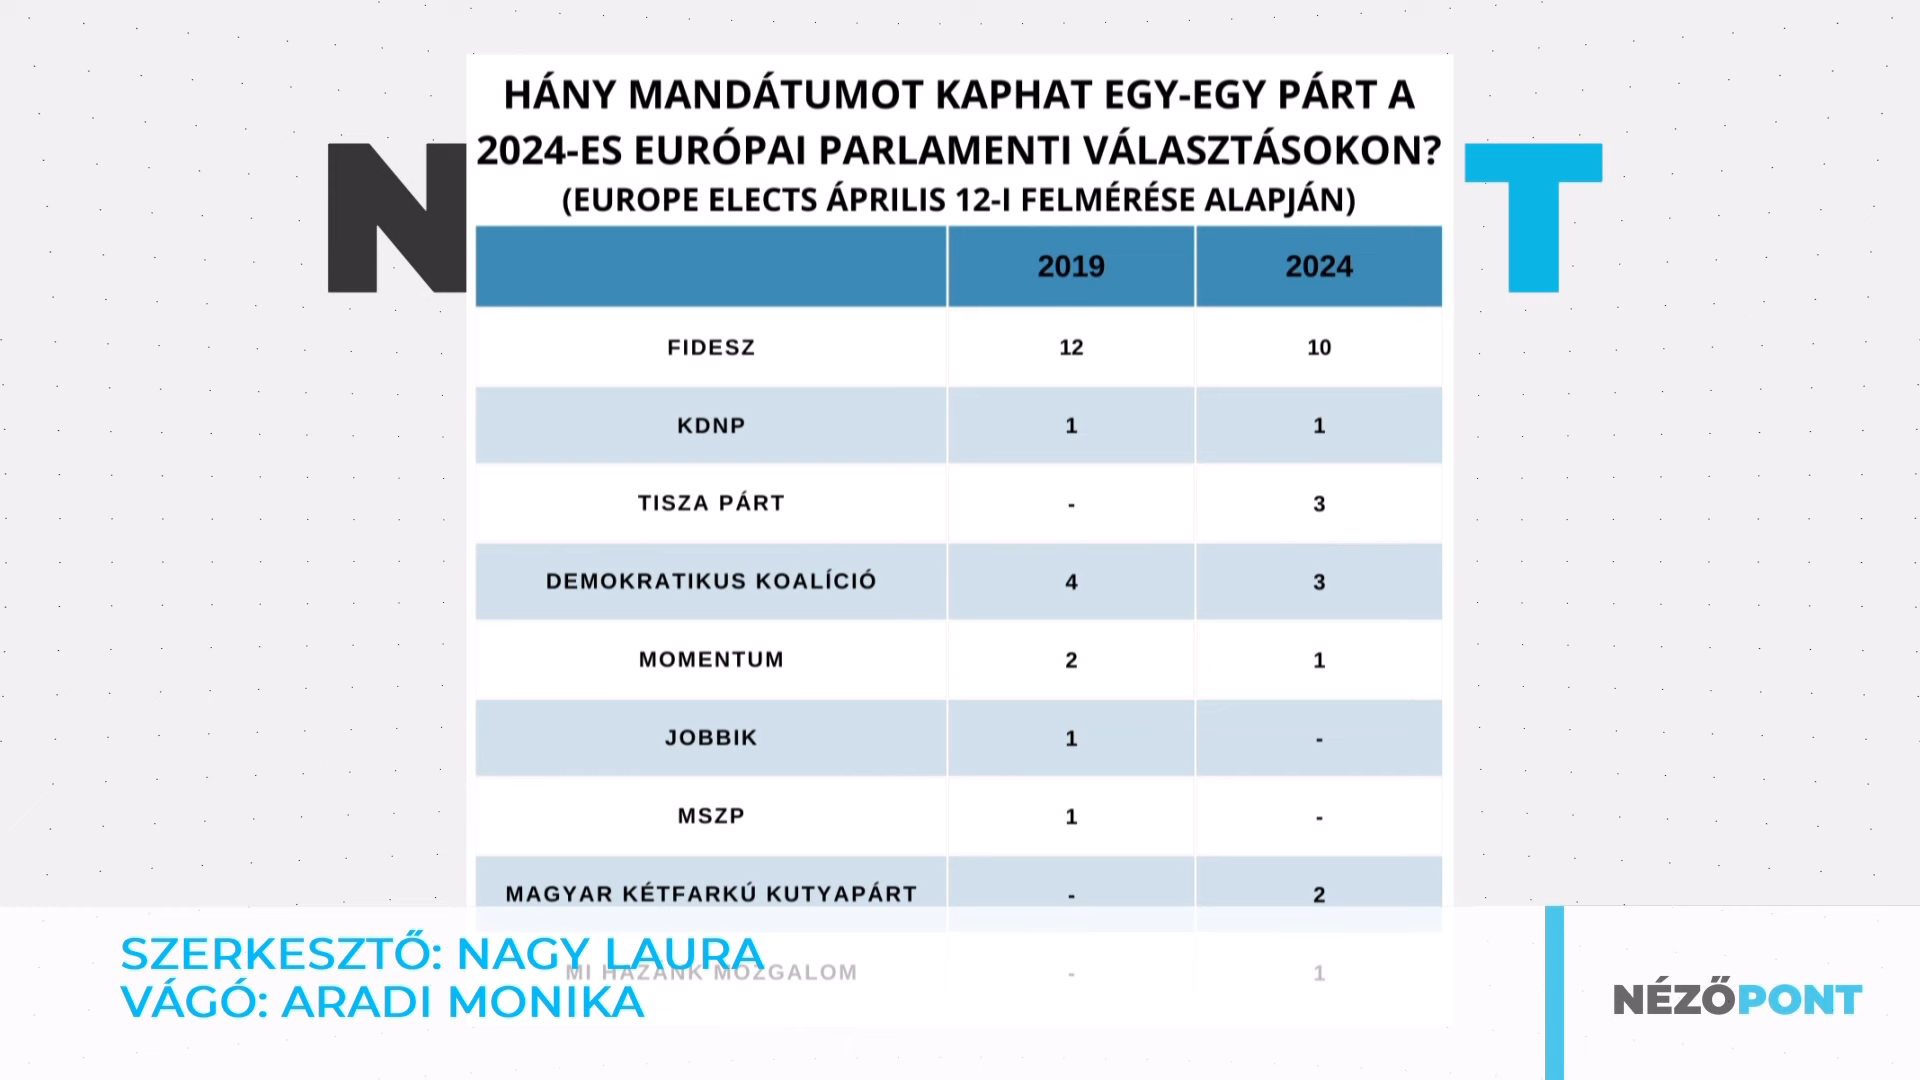 HÁNY MANDÁTUMOT KAPHAT EGY-EGY PÁRT A
2024-ES EURÓPAI PARLAMENTI VÁLASZTÁSOKON?
(EUROPE ELECTS ÁPRILIS 12-I FELMÉRÉSE ALAPJÁN)
N T
2019 2024
FIDESZ 12 10
KDNP 1 1
TISZA PÁRT - 3
DEMOKRATIKUS KOALÍCIÓ 4 3
MOMENTUM 2 1
JOBBIK 1 -
MSZP 1 -
MAGYAR KÉTFARKÚ KUTYAPÁRT - 2
MI HAZÁNK MOZGALOM - 1
SZERKESZTŐ: NAGY LAURA
VÁGÓ: ARADI MONIKA
NÉZŐPONT